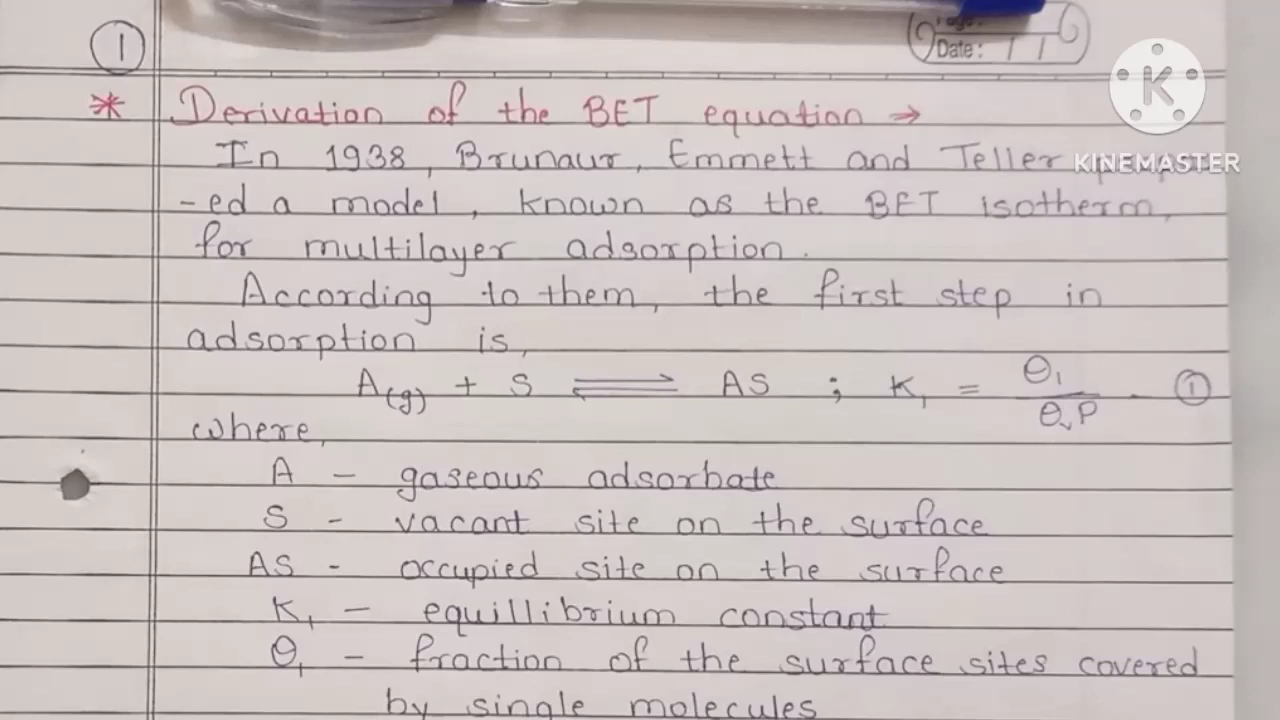 ①
Date:
K
KINEMASTER
* Derivation of the BET equation →
In 1938, Brunaur, Emmett and Teller
-ed a model, known as the BET isotherm,
for multilayer adsorption.
According to them, the first step in
adsorption is,
A(g) + S ⇌ AS ; K₁ = θ₁/θᵥP - ①
where,
A - gaseous adsorbate
S - vacant site on the surface
AS - occupied site on the surface
K₁ - equillibrium constant
θ₁ - fraction of the surface sites covered
by single molecules